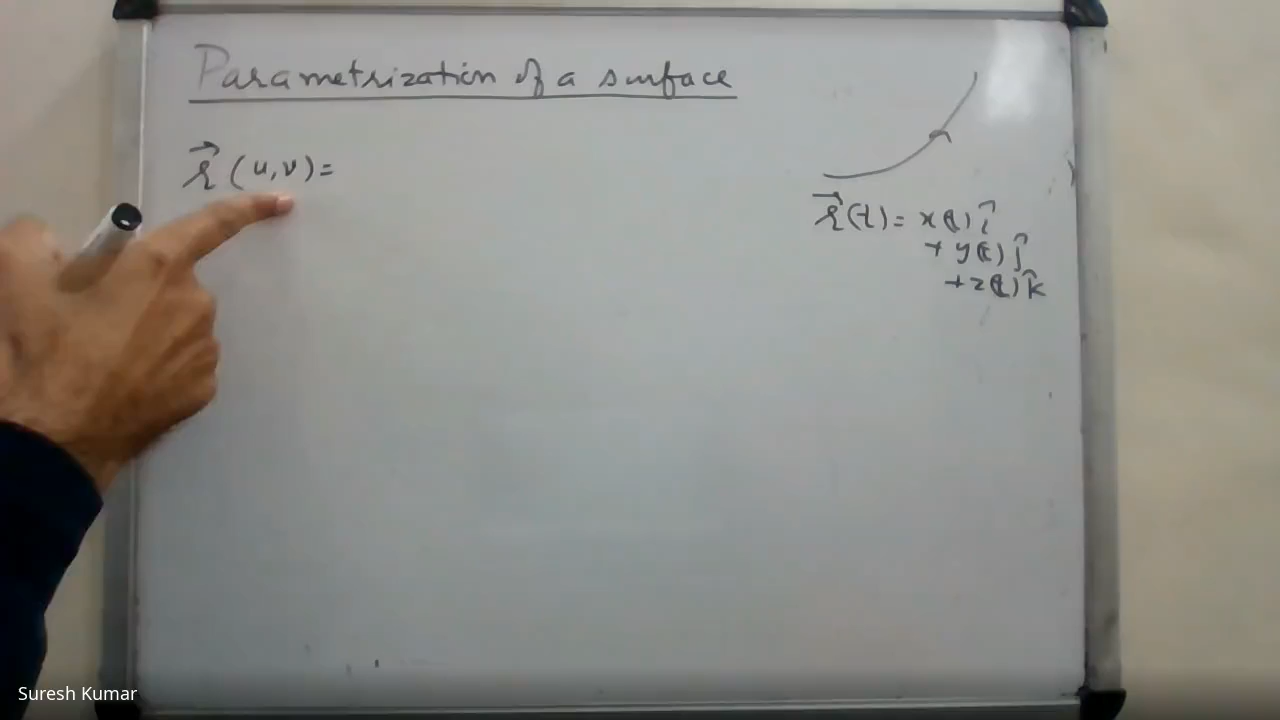 Parametrization of a surface
r⃗ (u,v)=
r⃗(t)= x(t) î
+ y(t) ĵ
+ z(t) k̂
Suresh Kumar